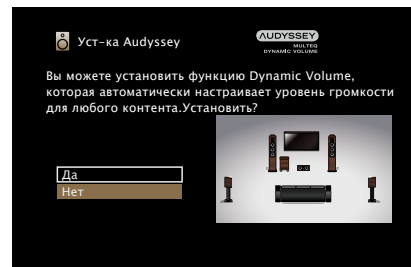 Уст-ка Audyssey
AUDYSSEY
MULTEQ
DYNAMIC VOLUME
Вы можете установить функцию Dynamic Volume,
которая автоматически настраивает уровень громкости
для любого контента.Установить?
Да
Нет